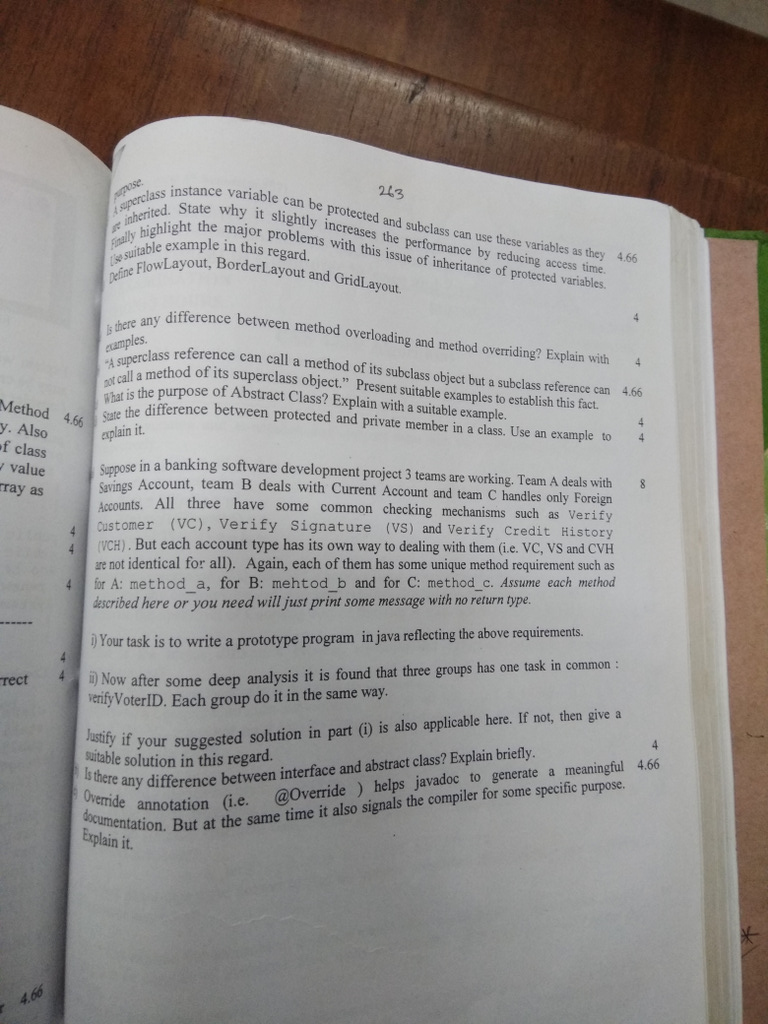 263
purpose.
A superclass instance variable can be protected and subclass can use these variables as they 4.66
are inherited. State why it slightly increases the performance by reducing access time.
Finally highlight the major problems with this issue of inheritance of protected variables.
Use suitable example in this regard.
Define FlowLayout, BorderLayout and GridLayout.
4
Is there any difference between method overloading and method overriding? Explain with 4
examples.
"A superclass reference can call a method of its subclass object but a subclass reference can 4.66
not call a method of its superclass object." Present suitable examples to establish this fact.
What is the purpose of Abstract Class? Explain with a suitable example. 4
State the difference between protected and private member in a class. Use an example to 4
explain it.
Suppose in a banking software development project 3 teams are working. Team A deals with 8
Savings Account, team B deals with Current Account and team C handles only Foreign
Accounts. All three have some common checking mechanisms such as Verify
Customer (VC), Verify Signature (VS) and Verify Credit History
(VCH). But each account type has its own way to dealing with them (i.e. VC, VS and CVH
are not identical for all). Again, each of them has some unique method requirement such as
for A: method_a, for B: mehtod_b and for C: method_c. Assume each method
described here or you need will just print some message with no return type.
i) Your task is to write a prototype program in java reflecting the above requirements.
ii) Now after some deep analysis it is found that three groups has one task in common :
verifyVoterID. Each group do it in the same way.
Justify if your suggested solution in part (i) is also applicable here. If not, then give a
suitable solution in this regard.
Is there any difference between interface and abstract class? Explain briefly. 4
Override annotation (i.e. @Override ) helps javadoc to generate a meaningful 4.66
documentation. But at the same time it also signals the compiler for some specific purpose.
Explain it.
Method 4.66
y. Also
of class
value
rray as
4
4
4
------
4
rrect 4
4.66